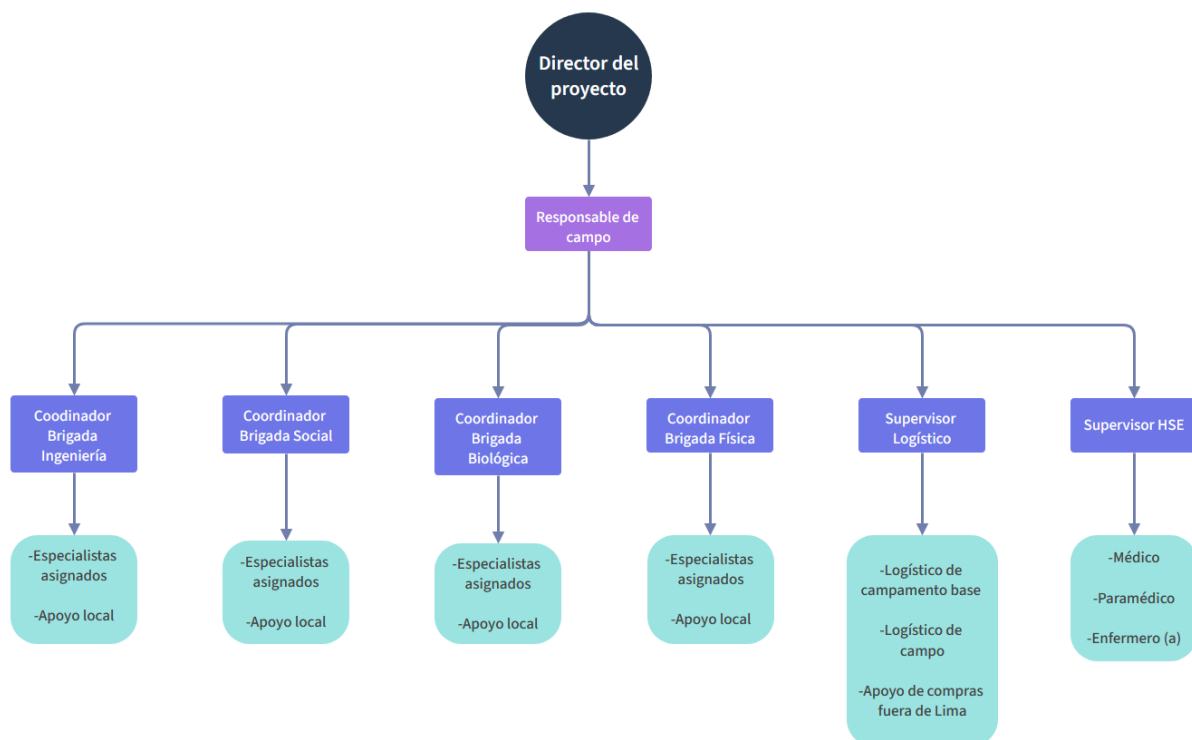 Director del
proyecto
Responsable de
campo
Coodinador
Brigada
Ingeniería
Coordinador
Brigada Social
Coordinador
Brigada
Biológica
Coordinador
Brigada Física
Supervisor
Logístico
Supervisor HSE
-Especialistas
asignados
-Apoyo local
-Especialistas
asignados
-Apoyo local
-Especialistas
asignados
-Apoyo local
-Especialistas
asignados
-Apoyo local
-Logístico de
campamento base
-Logístico de
campo
-Apoyo de compras
fuera de Lima
-Médico
-Paramédico
-Enfermero (a)